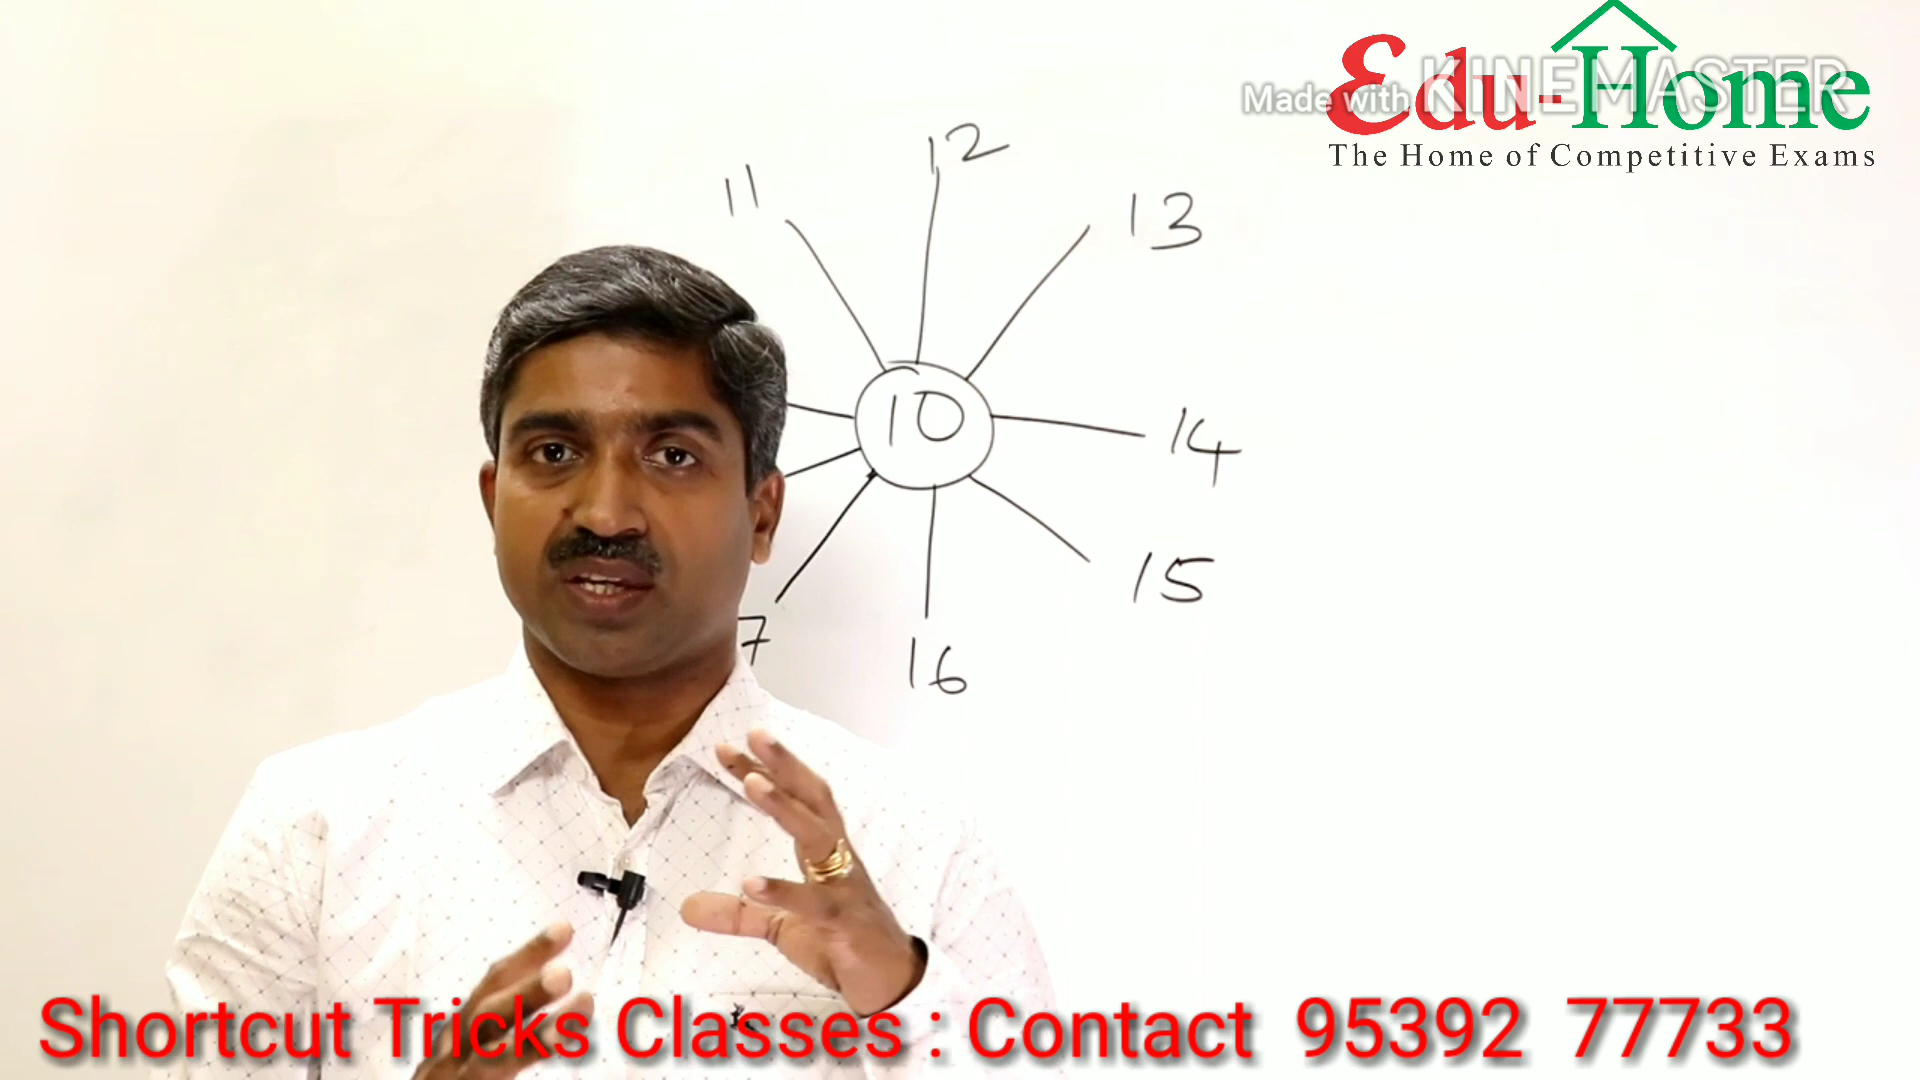 Edu-Home
Made with KINEMASTER
The Home of Competitive Exams
12
11
13
10
14
15
7
16
Shortcut Tricks Classes : Contact 95392 77733